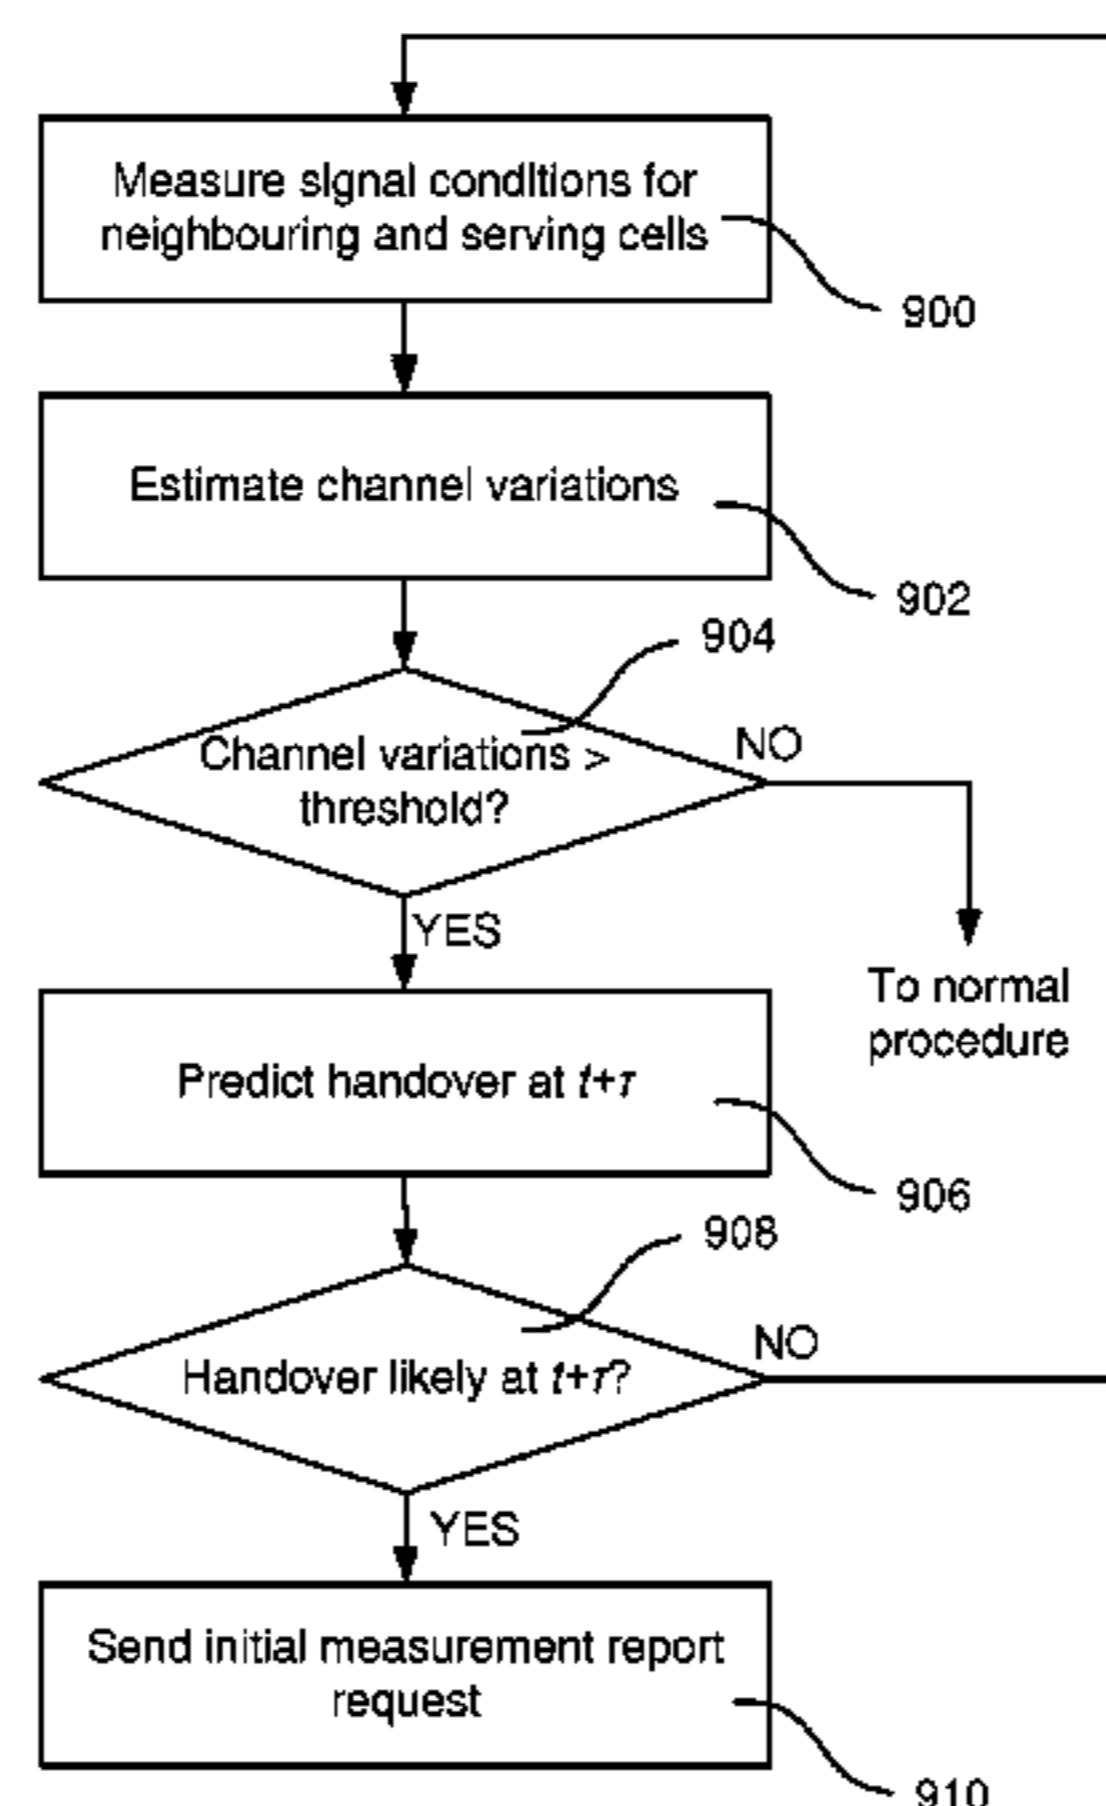 Measure signal conditions for
neighbouring and serving cells
900
Estimate channel variations
902
904
Channel variations >
threshold?
NO
YES
To normal
procedure
Predict handover at t+τ
906
908
Handover likely at t+τ?
NO
YES
Send initial measurement report
request
910